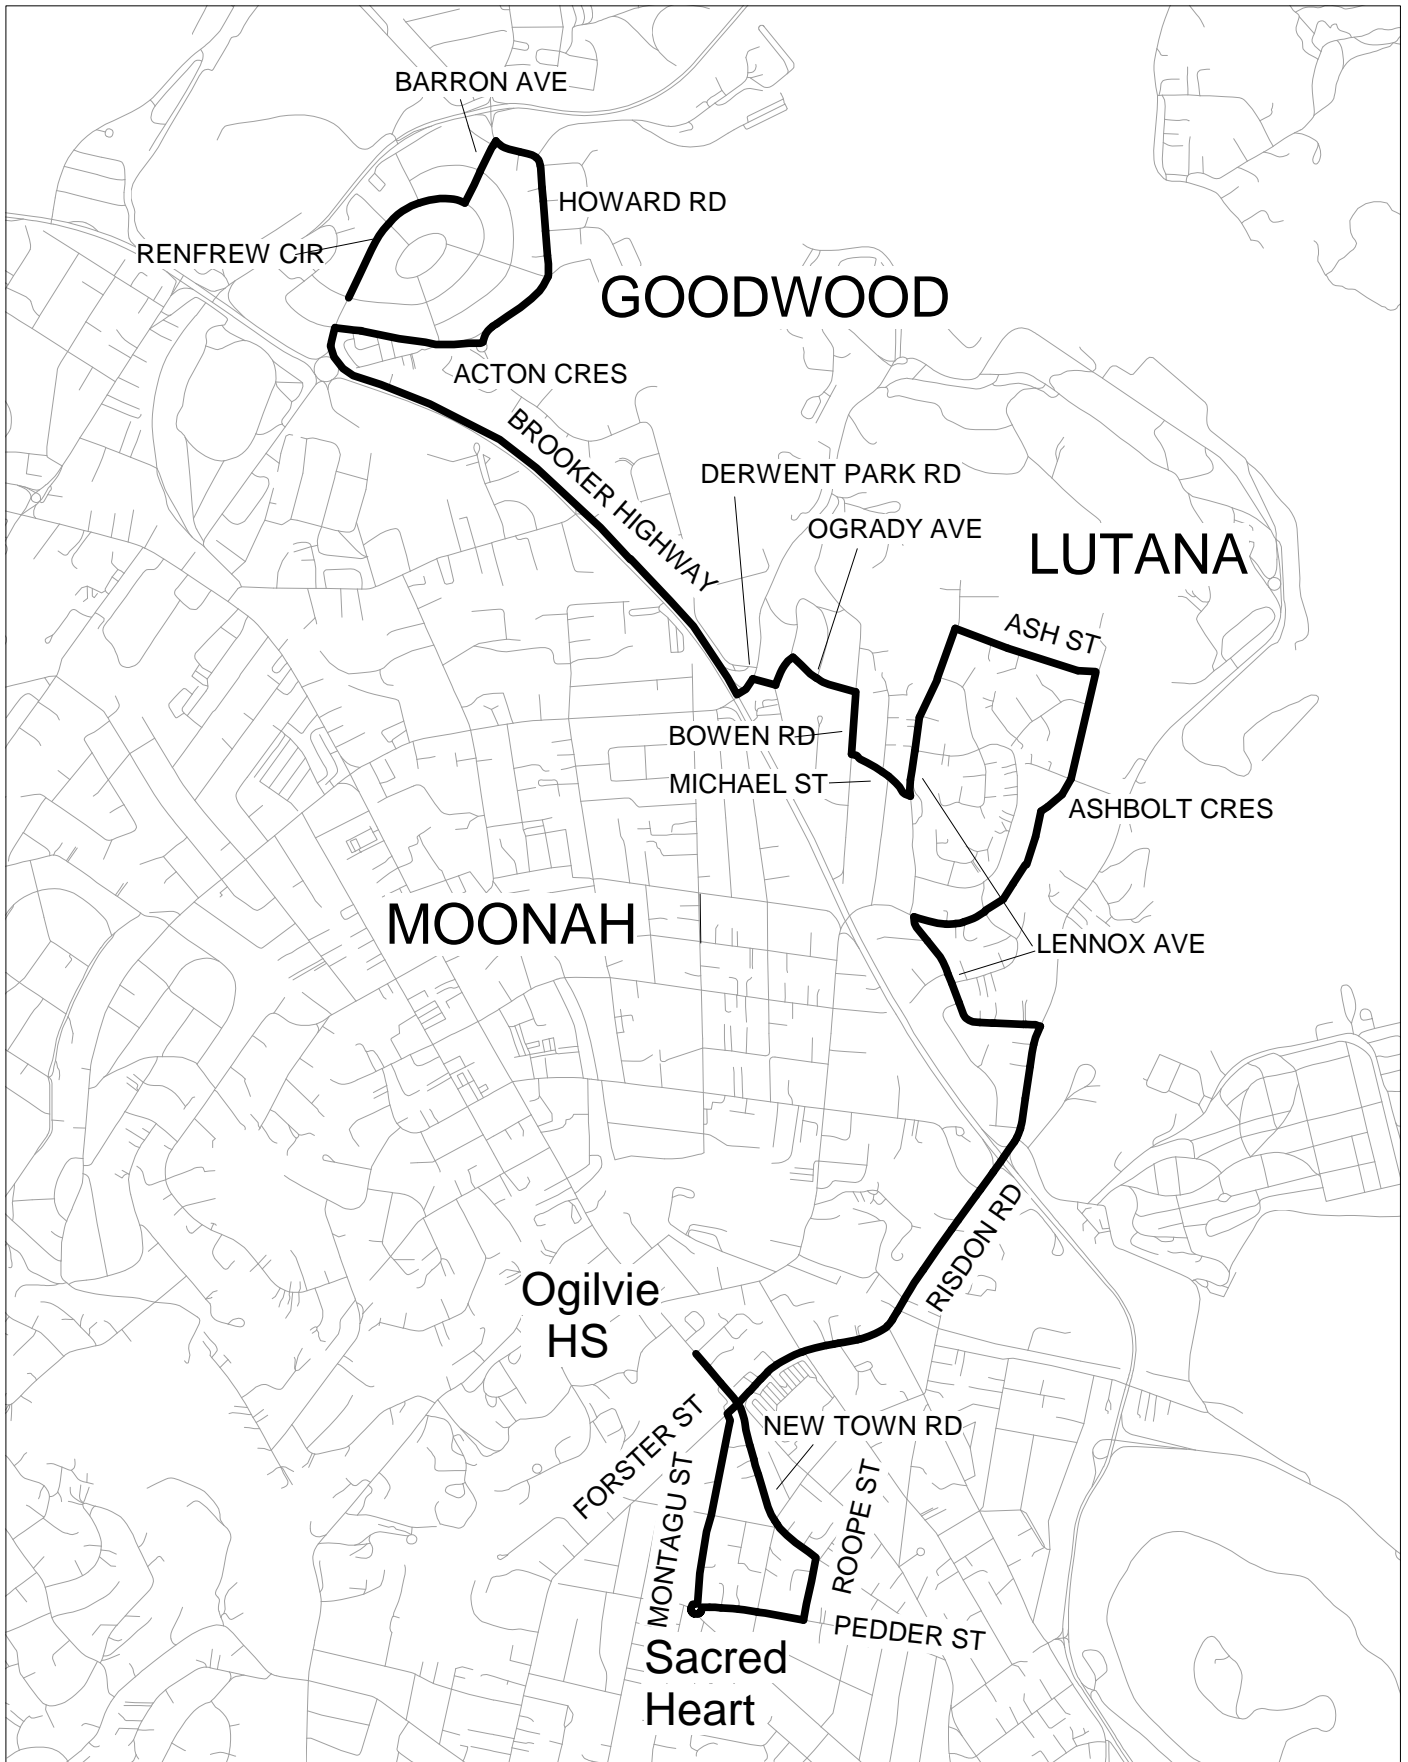 BARRON AVE
HOWARD RD
RENFREW CIR
GOODWOOD
ACTON CRES
BROOKER HIGHWAY
DERWENT PARK RD
OGRADY AVE
LUTANA
ASH ST
BOWEN RD
MICHAEL ST
ASHBOLT CRES
MOONAH
LENNOX AVE
RISDON RD
Ogilvie
HS
FORSTER ST
NEW TOWN RD
MONTAGU ST
ROOPE ST
PEDDER ST
Sacred
Heart